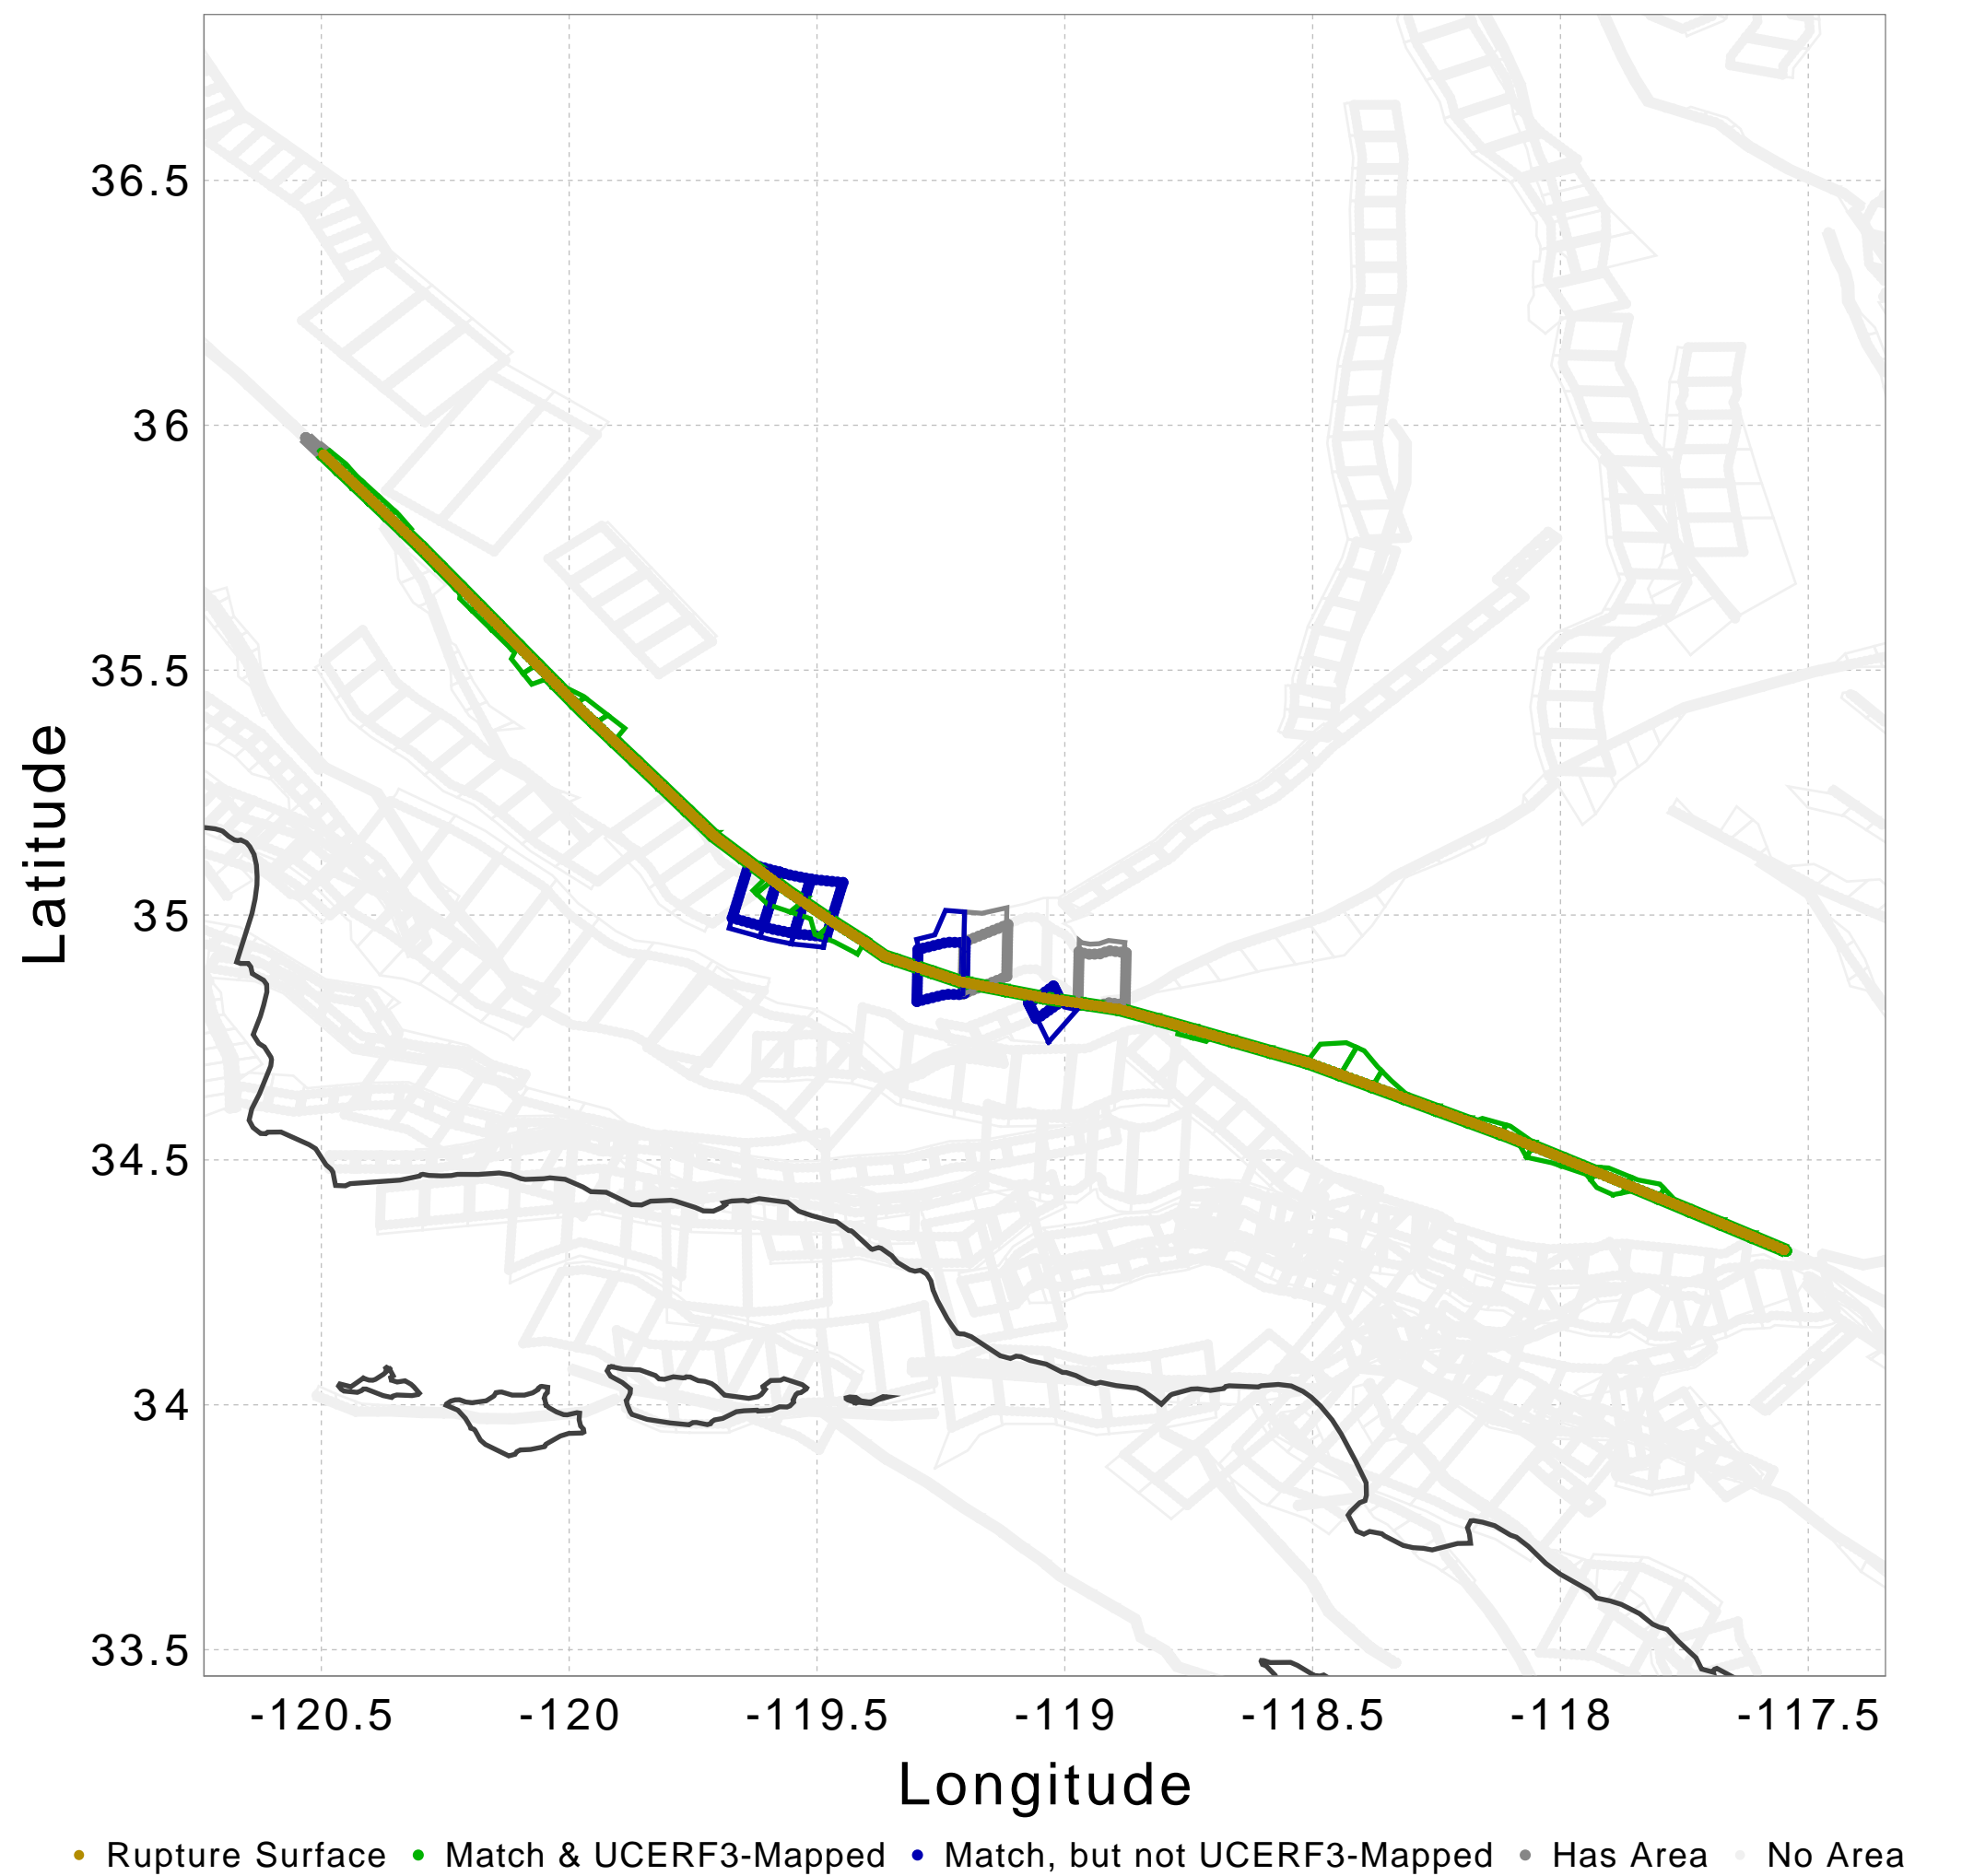 36.5
36
35.5
35
34.5
34
33.5
Latitude
-120.5 -120 -119.5 -119 -118.5 -118 -117.5
Longitude
Rupture Surface Match & UCERF3-Mapped Match, but not UCERF3-Mapped Has Area No Area